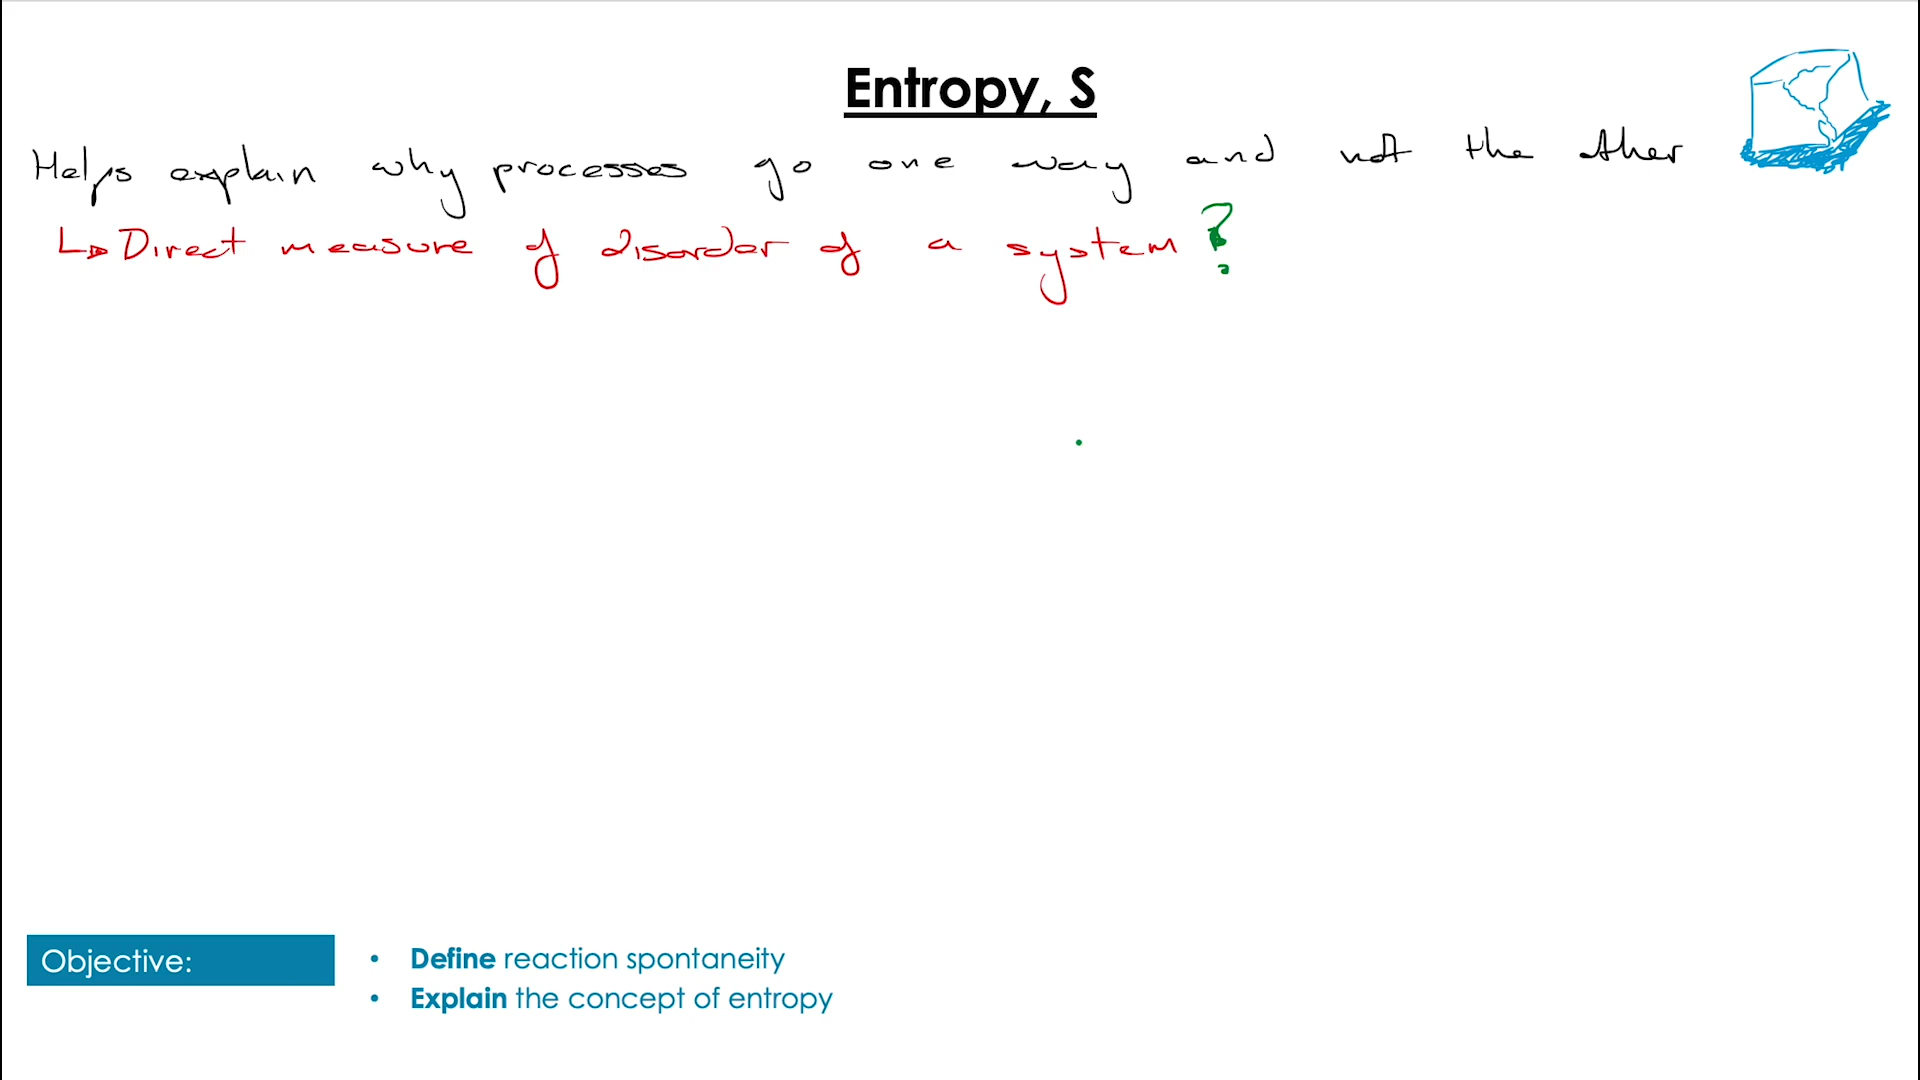 Entropy, S
Helps explain why processes go one way and not the other
↳ Direct measure of disorder of a system ?
Objective:
• Define reaction spontaneity
• Explain the concept of entropy